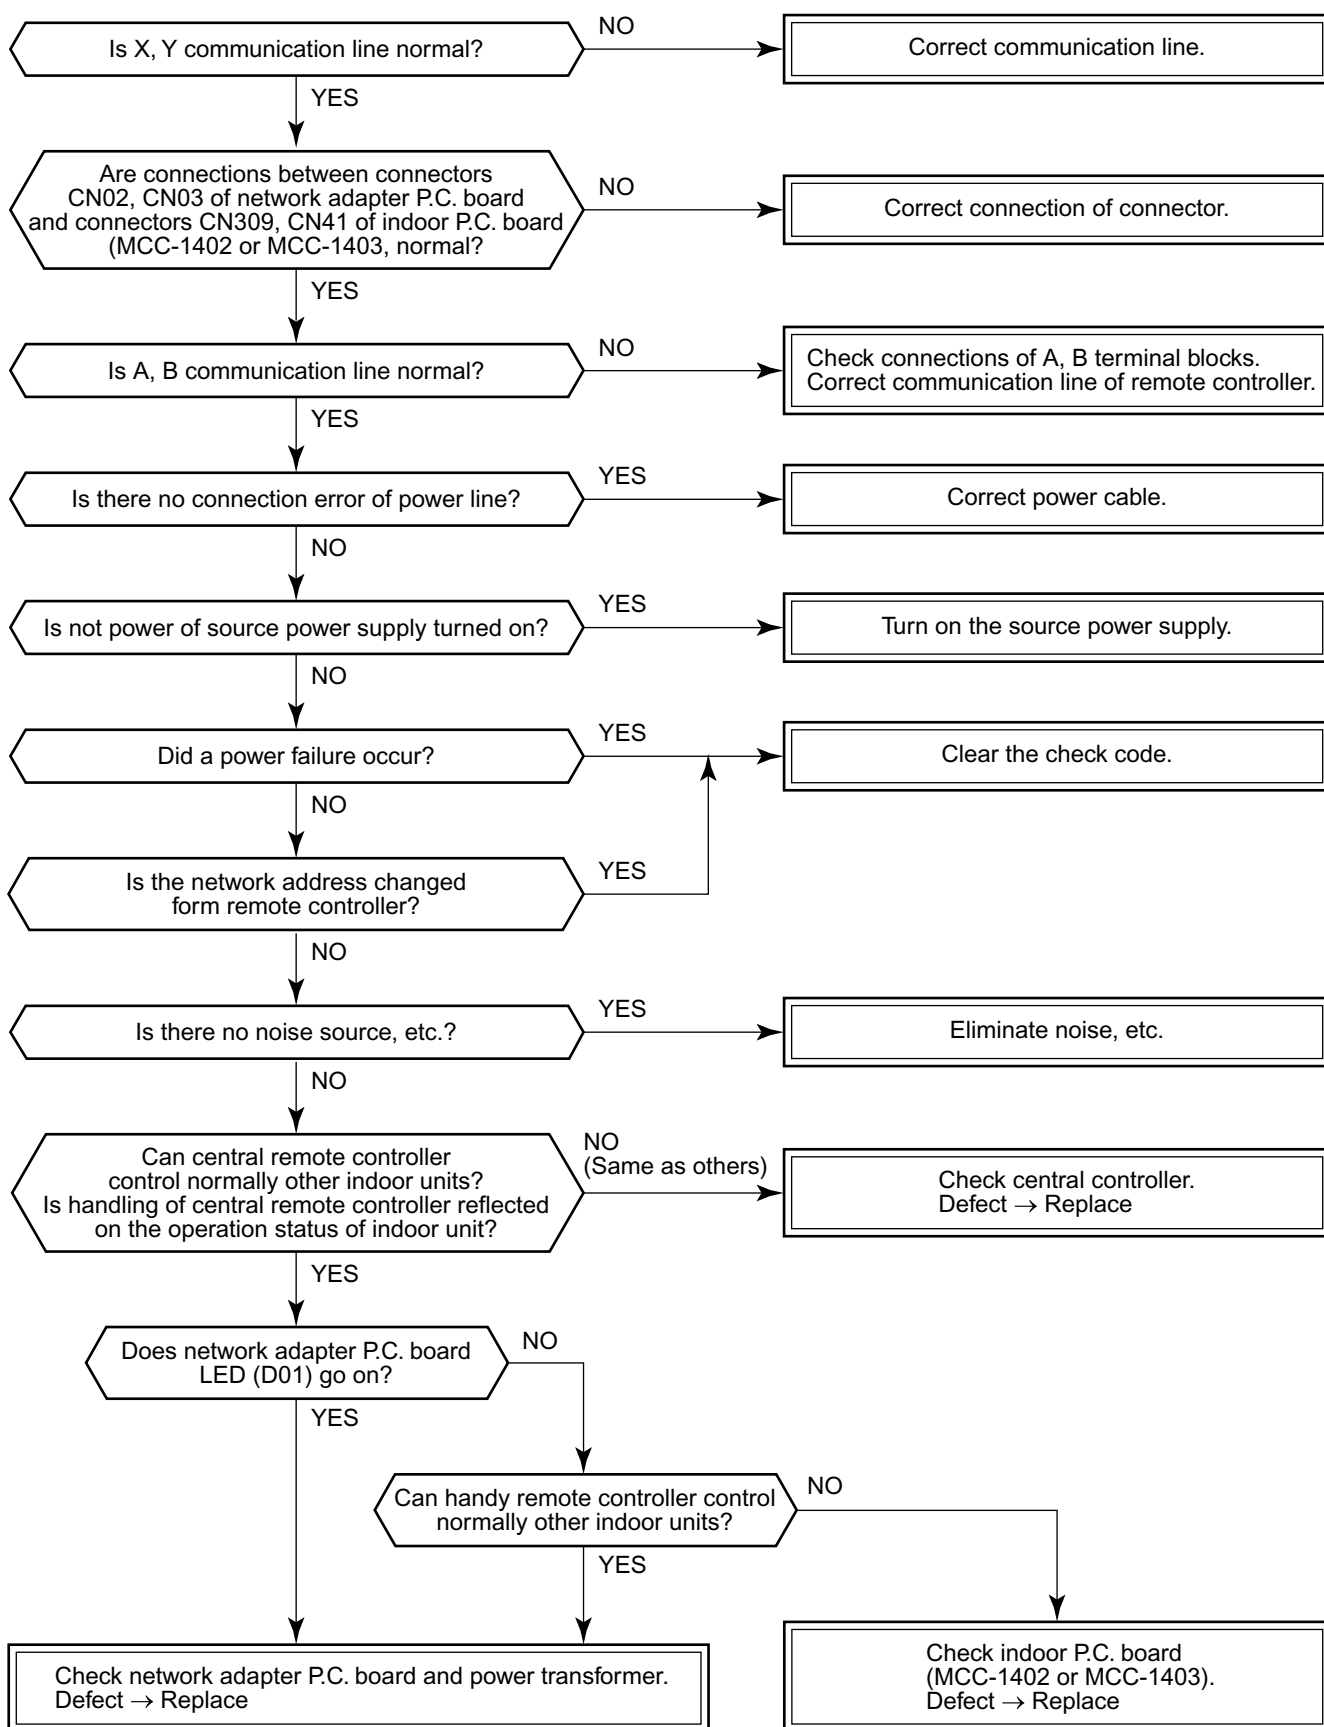 Is X, Y communication line normal?
NO
Correct communication line.
YES
Are connections between connectors
CN02, CN03 of network adapter P.C. board
and connectors CN309, CN41 of indoor P.C. board
(MCC-1402 or MCC-1403, normal?
NO
Correct connection of connector.
YES
Is A, B communication line normal?
NO
Check connections of A, B terminal blocks.
Correct communication line of remote controller.
YES
Is there no connection error of power line?
YES
Correct power cable.
NO
Is not power of source power supply turned on?
YES
Turn on the source power supply.
NO
Did a power failure occur?
YES
Clear the check code.
NO
Is the network address changed
form remote controller?
YES
NO
Is there no noise source, etc.?
YES
Eliminate noise, etc.
NO
Can central remote controller
control normally other indoor units?
Is handling of central remote controller reflected
on the operation status of indoor unit?
NO
(Same as others)
Check central controller.
Defect → Replace
YES
Does network adapter P.C. board
LED (D01) go on?
NO
YES
Can handy remote controller control
normally other indoor units?
NO
YES
Check network adapter P.C. board and power transformer.
Defect → Replace
Check indoor P.C. board
(MCC-1402 or MCC-1403).
Defect → Replace